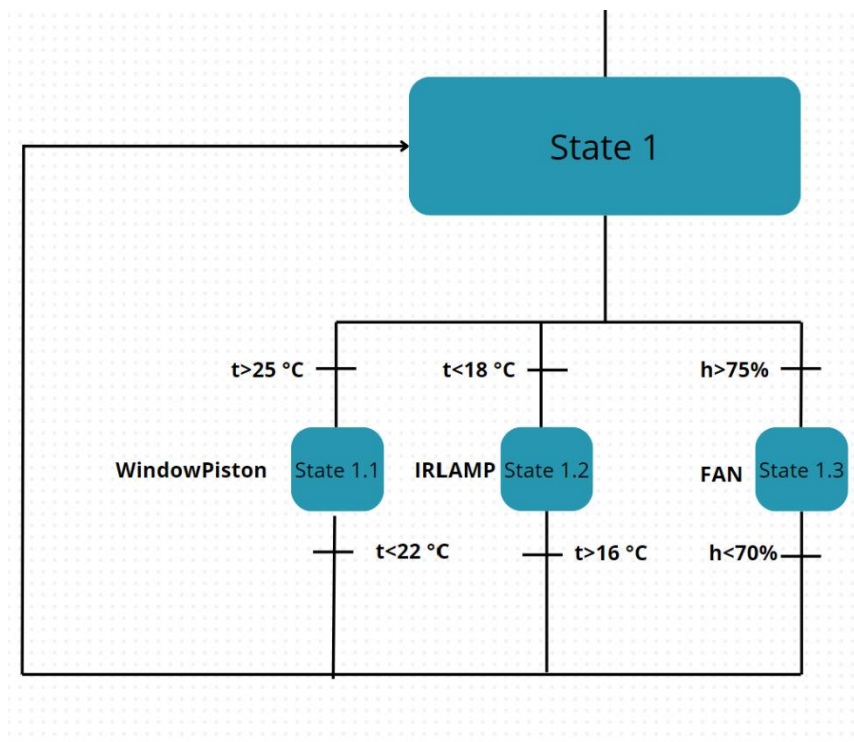 State 1
t>25 °C
t<18 °C
h>75%
WindowPiston
State 1.1
IRLAMP
State 1.2
FAN
State 1.3
t<22 °C
t>16 °C
h<70%